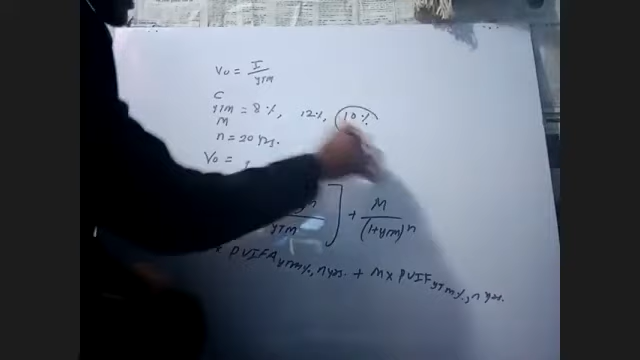 V0 = I / YTM
C
YTM = 8%, 12%, 10%
M
n = 20 yrs.
V0 =
YTM ] + M / (1+YTM)^n
PVIFA YTM%, n yrs. + M x PVIF YTM%, n yrs.